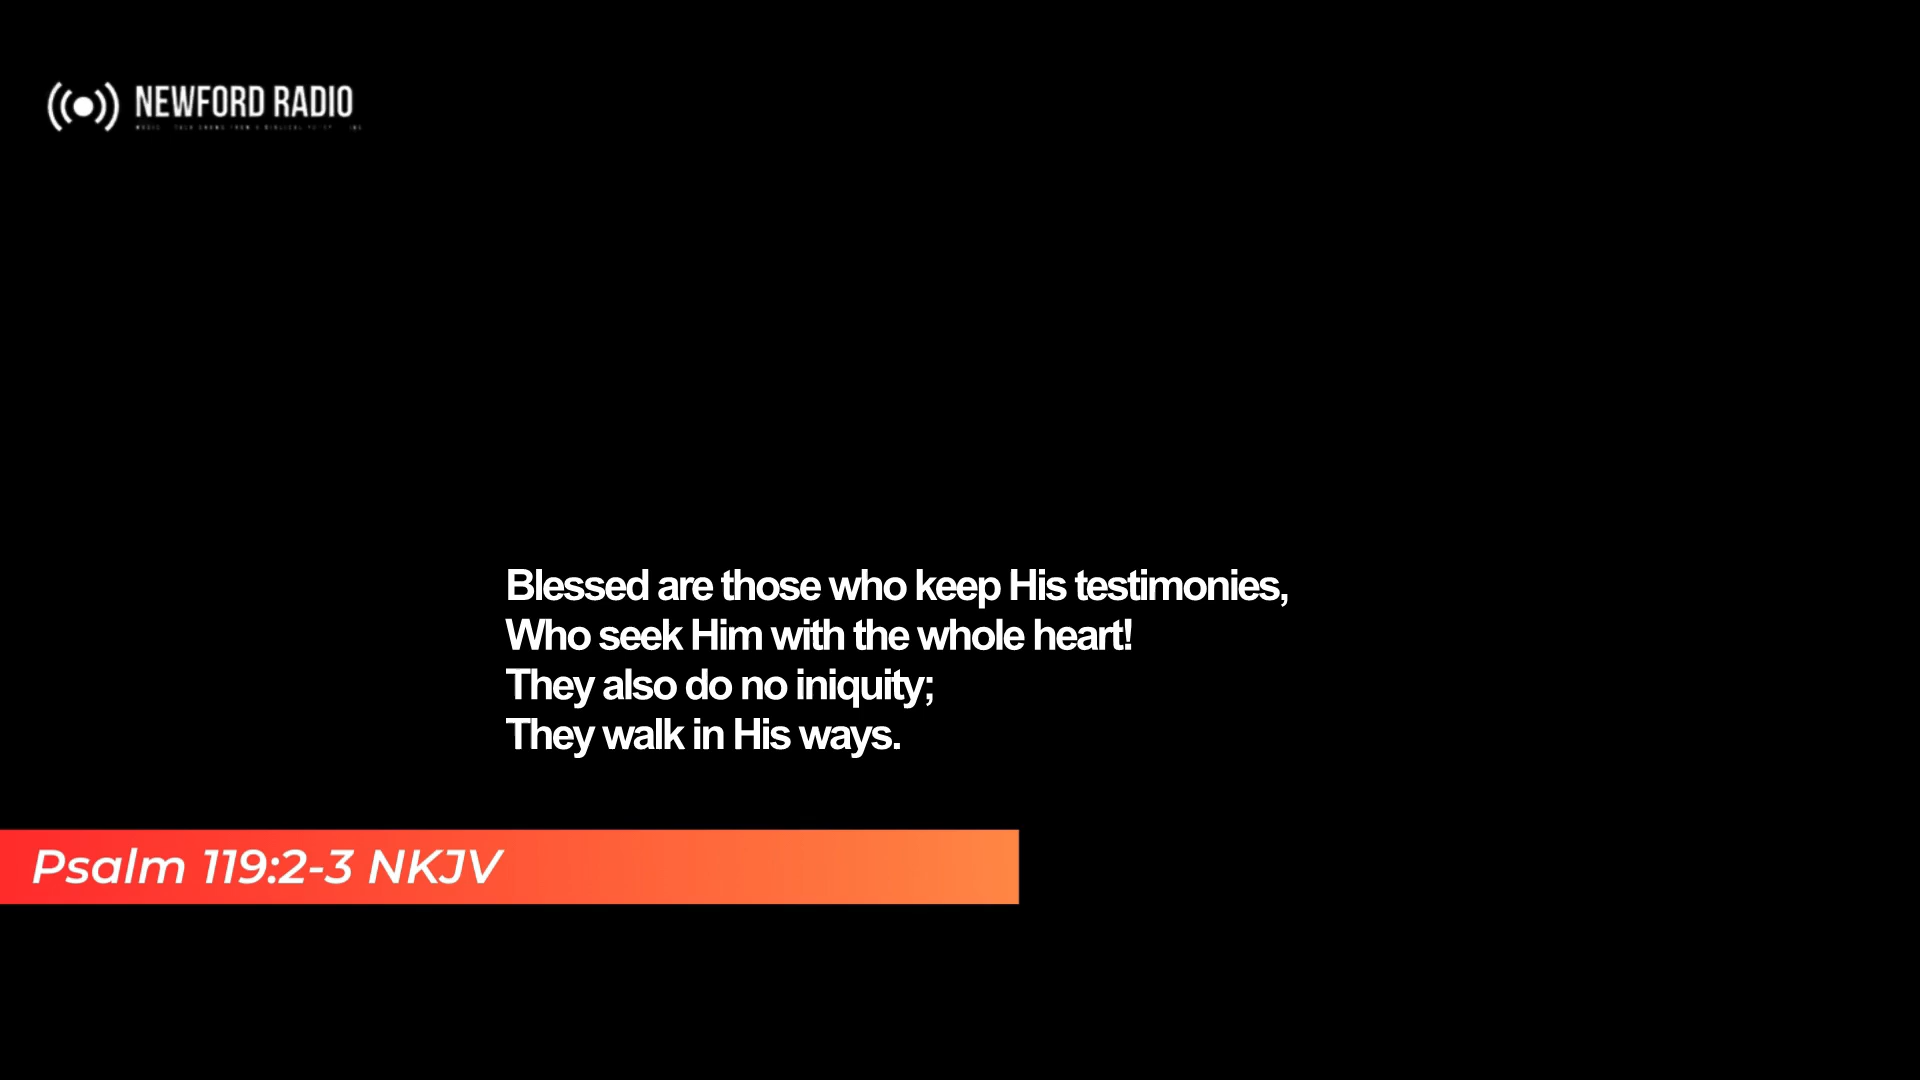 NEWFORD RADIO
Blessed are those who keep His testimonies,
Who seek Him with the whole heart!
They also do no iniquity;
They walk in His ways.
Psalm 119:2-3 NKJV